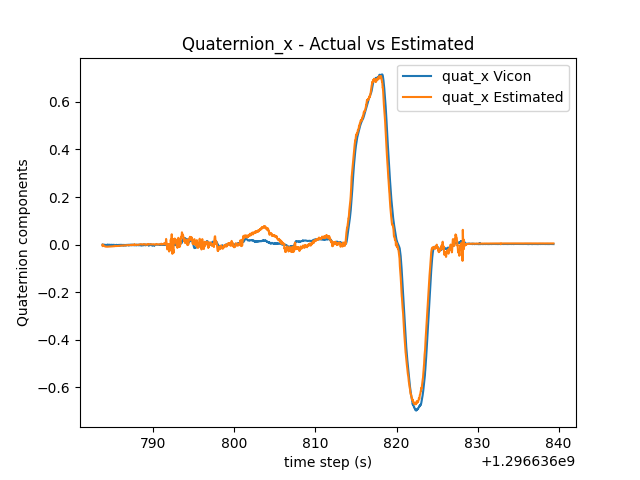 Quaternion_x - Actual vs Estimated
quat_x Vicon
quat_x Estimated
Quaternion components
0.6
0.4
0.2
0.0
−0.2
−0.4
−0.6
790
800
810
820
830
840
time step (s)
+1.296636e9